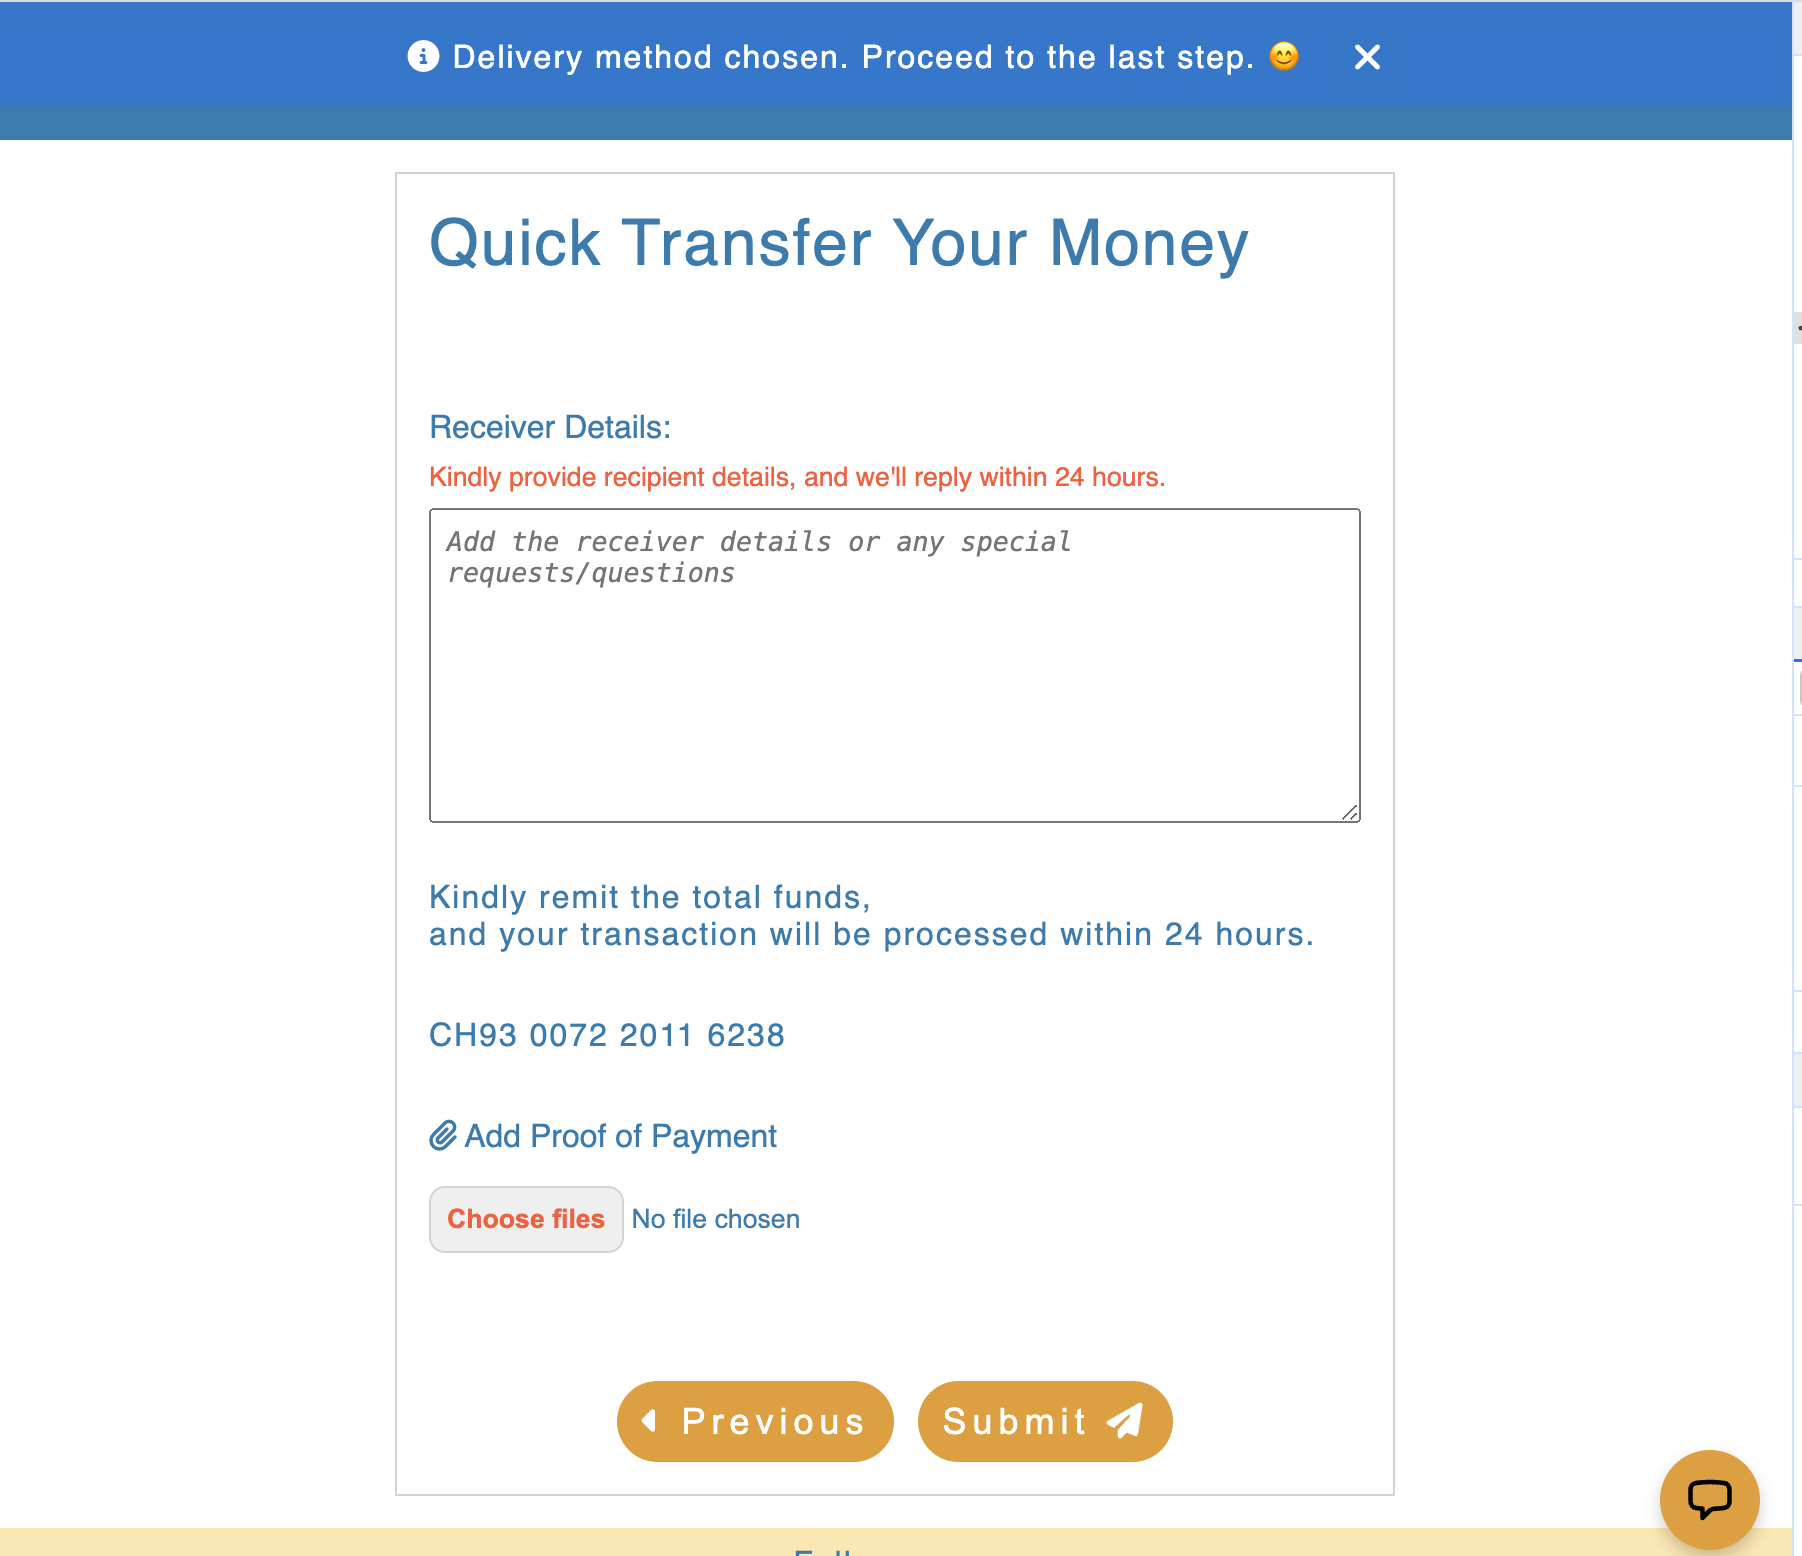 Delivery method chosen. Proceed to the last step. 😊
Quick Transfer Your Money
Receiver Details:
Kindly provide recipient details, and we'll reply within 24 hours.
Add the receiver details or any special
requests/questions
Kindly remit the total funds,
and your transaction will be processed within 24 hours.
CH93 0072 2011 6238
Add Proof of Payment
Choose files No file chosen
Previous Submit